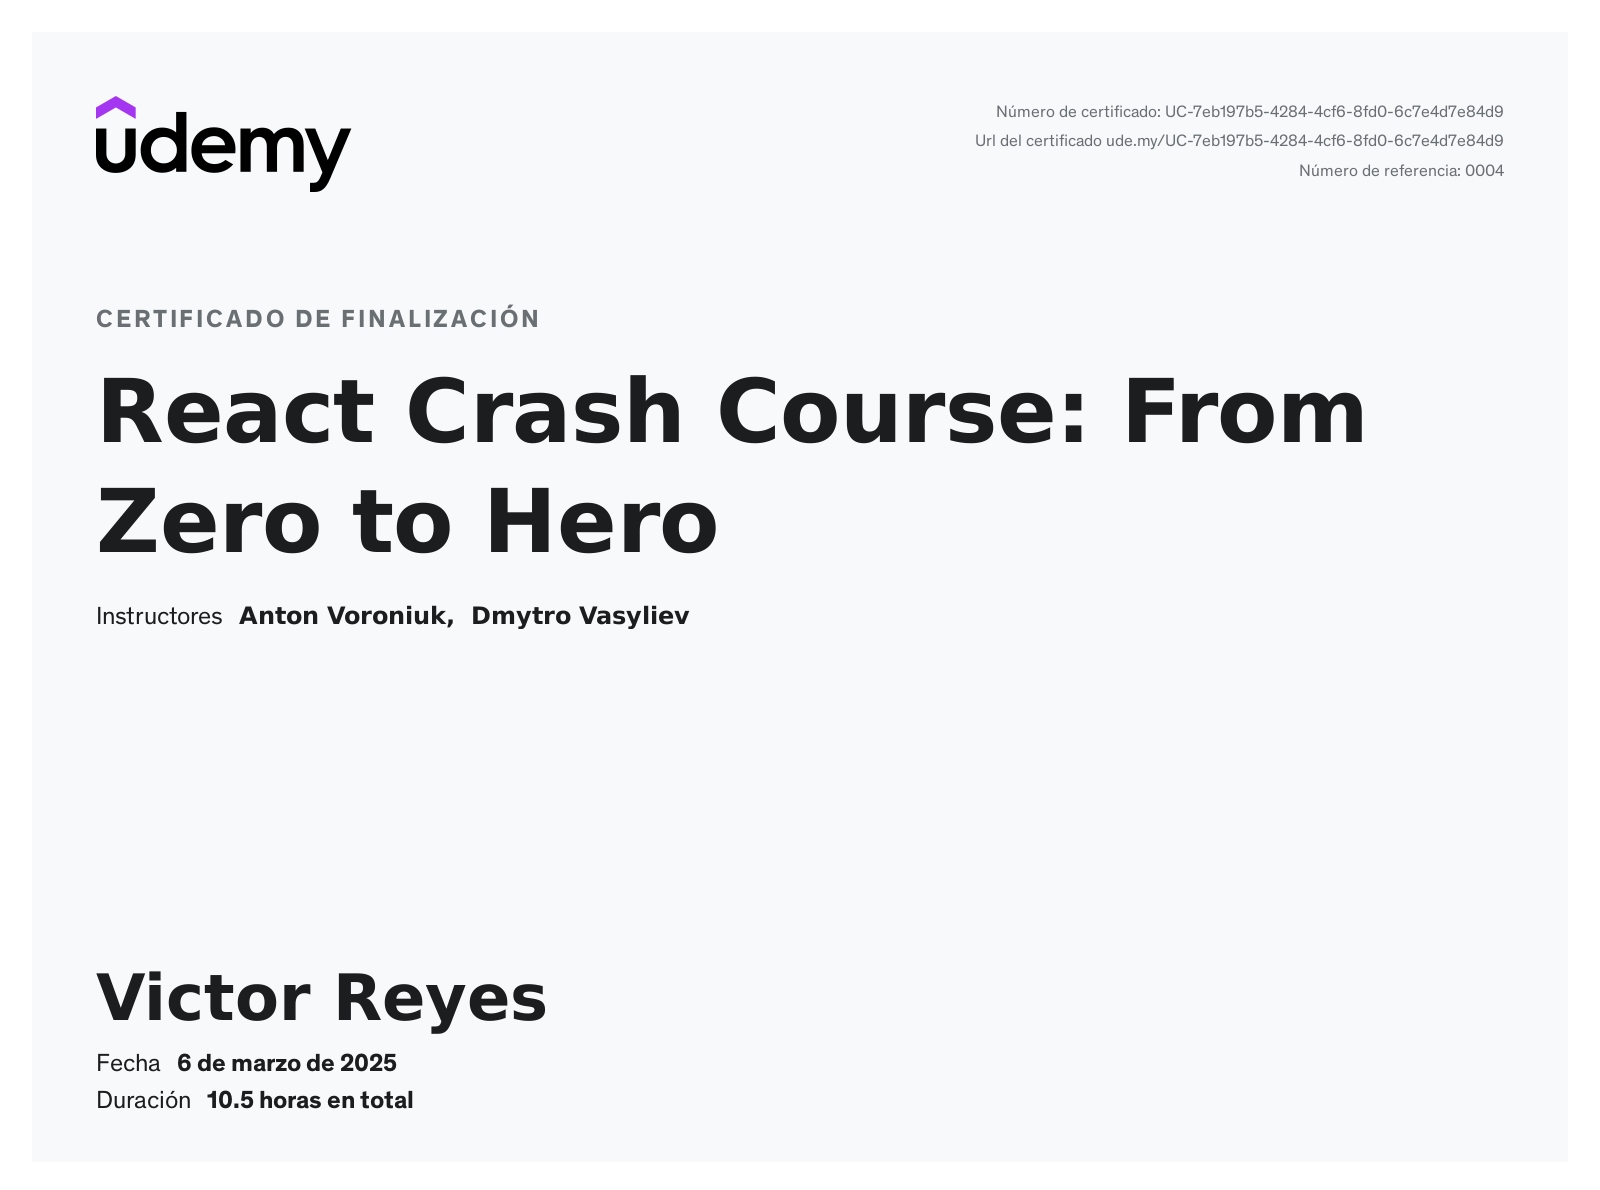 udemy
Número de certificado: UC-7eb197b5-4284-4cf6-8fd0-6c7e4d7e84d9
Url del certificado ude.my/UC-7eb197b5-4284-4cf6-8fd0-6c7e4d7e84d9
Número de referencia: 0004
CERTIFICADO DE FINALIZACIÓN
React Crash Course: From
Zero to Hero
Instructores Anton Voroniuk, Dmytro Vasyliev
Victor Reyes
Fecha 6 de marzo de 2025
Duración 10.5 horas en total